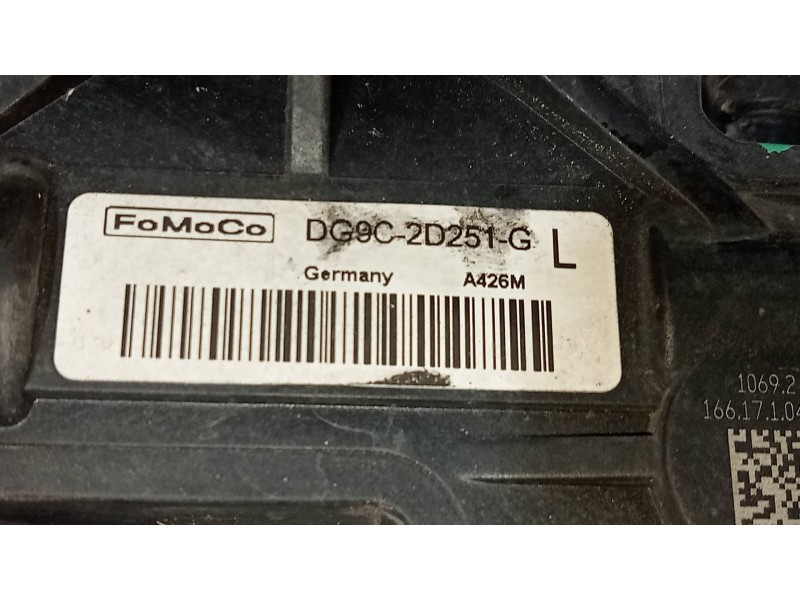 FoMoCo DG9C-2D251-G L
Germany A426M
1069.2
166.17.1.04